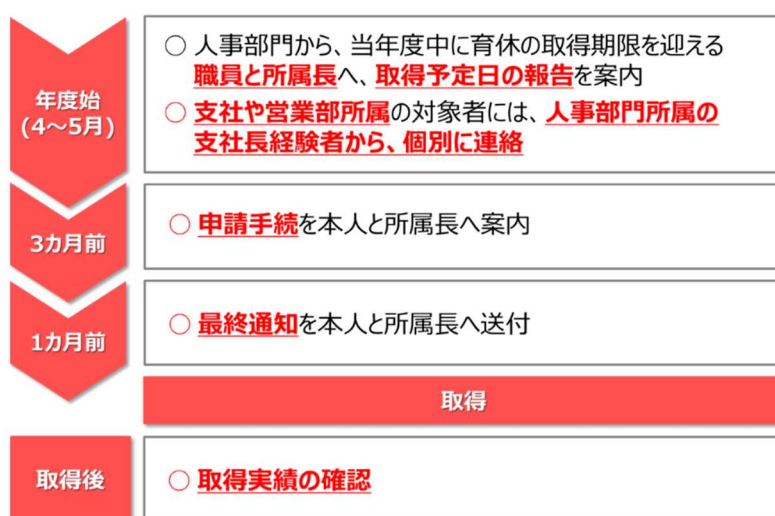 年度始
(4～5月)
○ 人事部門から、当年度中に育休の取得期限を迎える
職員と所属長へ、取得予定日の報告を案内
○ 支社や営業部所属の対象者には、人事部門所属の
支社長経験者から、個別に連絡
3カ月前
○ 申請手続を本人と所属長へ案内
1カ月前
○ 最終通知を本人と所属長へ送付
取得
取得後
○ 取得実績の確認